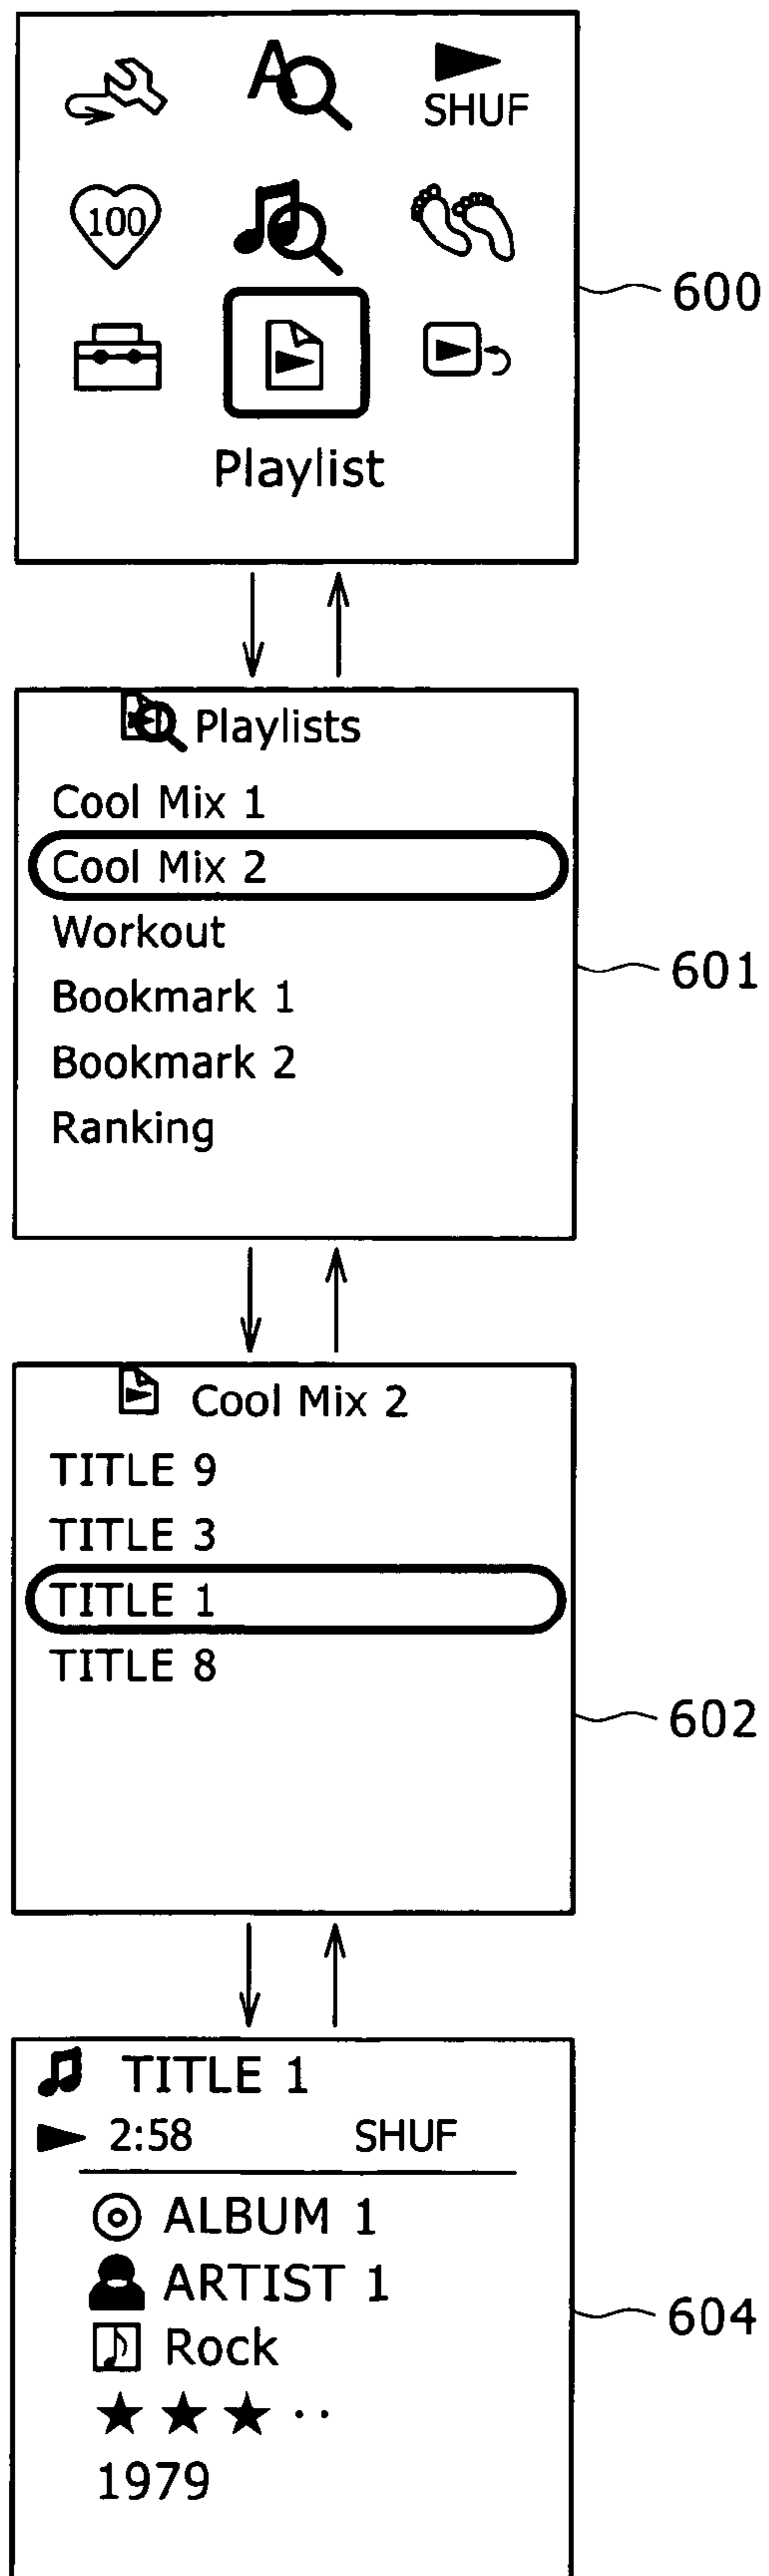 A
SHUF
100
600
Playlist
Playlists
Cool Mix 1
Cool Mix 2
Workout
601
Bookmark 1
Bookmark 2
Ranking
Cool Mix 2
TITLE 9
TITLE 3
TITLE 1
TITLE 8
602
TITLE 1
2:58 SHUF
ALBUM 1
ARTIST 1
604
Rock
1979